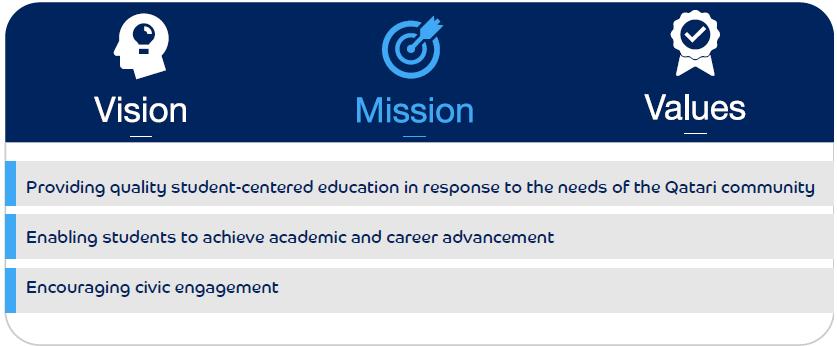 Vision
Mission
Values
Providing quality student-centered education in response to the needs of the Qatari community
Enabling students to achieve academic and career advancement
Encouraging civic engagement